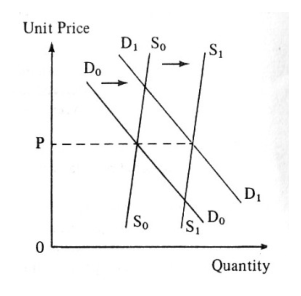 Unit Price
D₁ S₀
S₁
D₀
P
D₁
S₀ S₁ D₀
0
Quantity